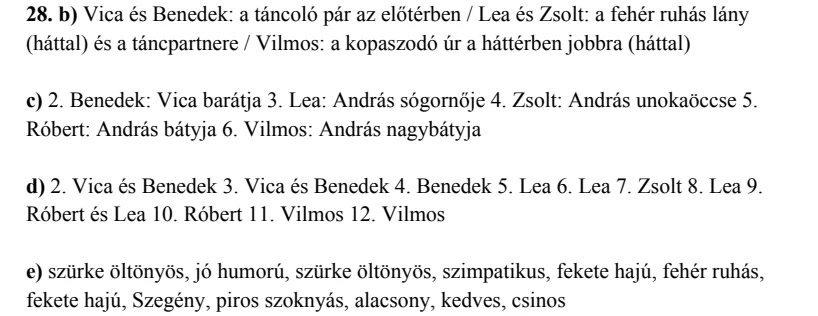 28. b) Vica és Benedek: a táncoló pár az előtérben / Lea és Zsolt: a fehér ruhás lány
(háttal) és a táncpartnere / Vilmos: a kopaszodó úr a háttérben jobbra (háttal)
c) 2. Benedek: Vica barátja 3. Lea: András sógornője 4. Zsolt: András unokaöccse 5.
Róbert: András bátyja 6. Vilmos: András nagybátyja
d) 2. Vica és Benedek 3. Vica és Benedek 4. Benedek 5. Lea 6. Lea 7. Zsolt 8. Lea 9.
Róbert és Lea 10. Róbert 11. Vilmos 12. Vilmos
e) szürke öltönyös, jó humorú, szürke öltönyös, szimpatikus, fekete hajú, fehér ruhás,
fekete hajú, Szegény, piros szoknyás, alacsony, kedves, csinos